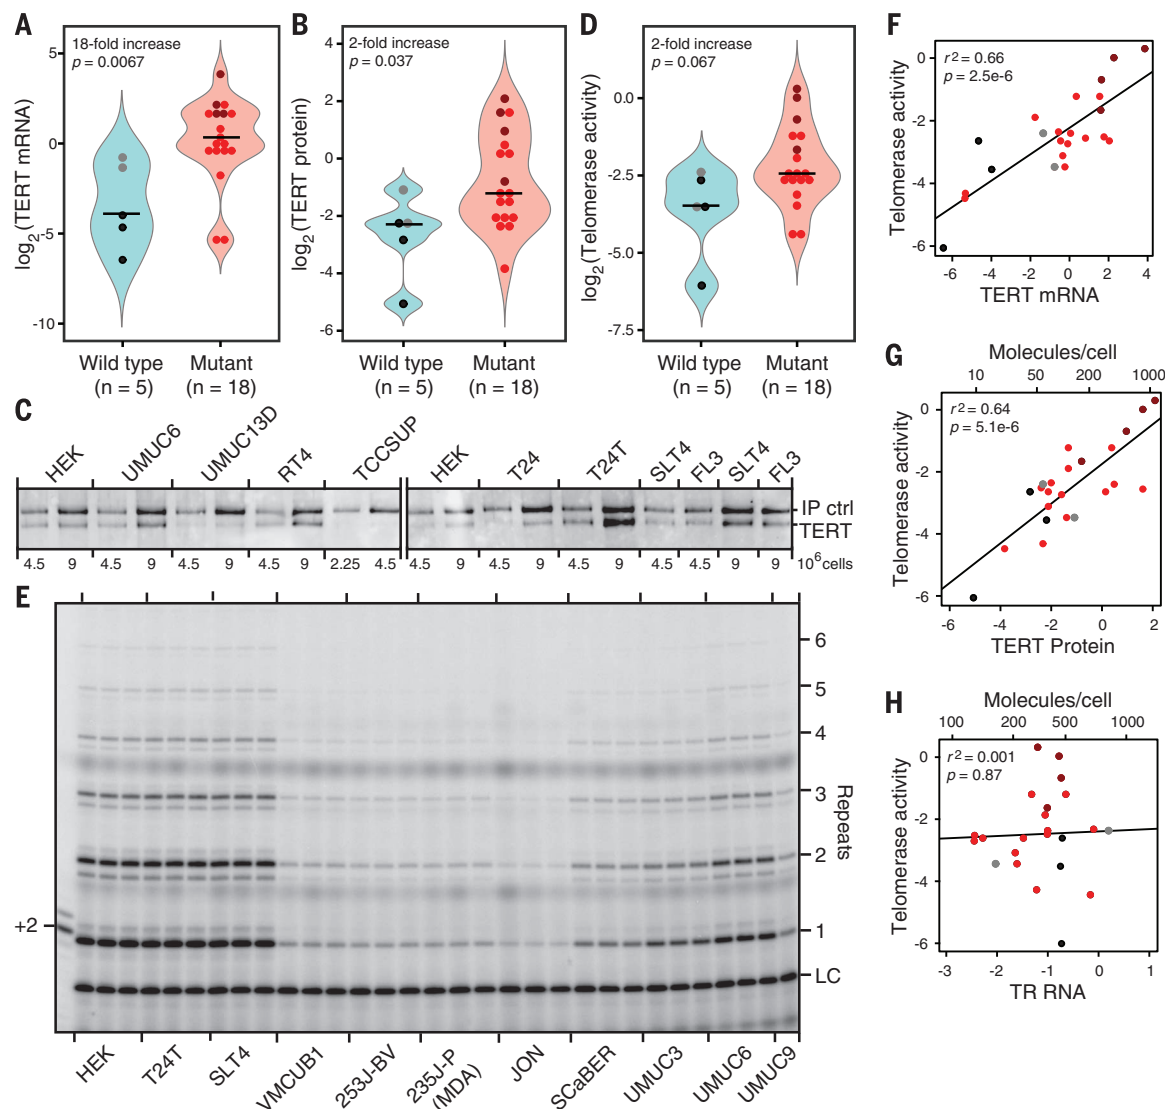 A
18-fold increase
p = 0.0067
log2(TERT mRNA)
5
0
-5
-10
Wild type
(n = 5)
Mutant
(n = 18)
B
2-fold increase
p = 0.037
log2(TERT protein)
4
2
0
-2
-4
-6
Wild type
(n = 5)
Mutant
(n = 18)
D
2-fold increase
p = 0.067
log2(Telomerase activity)
0.0
-2.5
-5.0
-7.5
Wild type
(n = 5)
Mutant
(n = 18)
C
HEK
UMUC6
UMUC13D
RT4
TCCSUP
HEK
T24
T24T
SLT4
FL3
SLT4
FL3
IP ctrl
TERT
4.5 9 4.5 9 4.5 9 4.5 9 2.25 4.5 4.5 9 4.5 9 4.5 9 4.5 4.5 9 9 10^6 cells
E
6
5
4
3
2
1
LC
Repeats
+2
HEK
T24T
SLT4
VMCUB1
253J-BV
235J-P
(MDA)
JON
SCaBER
UMUC3
UMUC6
UMUC9
F
r2 = 0.66
p = 2.5e-6
Telomerase activity
0
-2
-4
-6
-6 -4 -2 0 2 4
TERT mRNA
G
Molecules/cell
10 50 200 1000
r2 = 0.64
p = 5.1e-6
Telomerase activity
0
-2
-4
-6
-6 -4 -2 0 2
TERT Protein
H
Molecules/cell
100 200 500 1000
r2 = 0.001
p = 0.87
Telomerase activity
0
-2
-4
-6
-3 -2 -1 0 1
TR RNA